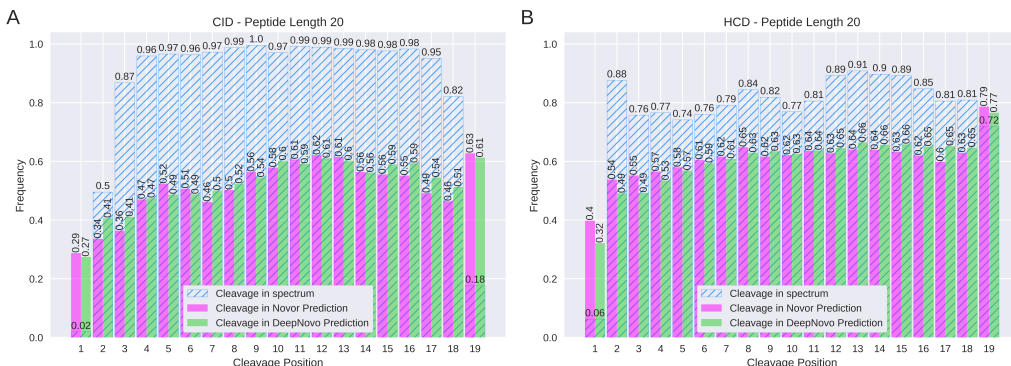 A
CID - Peptide Length 20
1.0
0.8
0.6
0.4
0.2
0.0
Frequency
0.02 0.5 0.87 0.96 0.97 0.96 0.97 0.99 1.0 0.97 0.99 0.99 0.99 0.98 0.98 0.98 0.95 0.82 0.18
0.29 0.34 0.36 0.47 0.52 0.51 0.46 0.5 0.56 0.58 0.61 0.62 0.61 0.56 0.56 0.55 0.49 0.46 0.63
0.27 0.41 0.41 0.47 0.49 0.49 0.5 0.52 0.54 0.6 0.59 0.61 0.6 0.56 0.59 0.59 0.54 0.51 0.61
Cleavage in spectrum
Cleavage in Novor Prediction
Cleavage in DeepNovo Prediction
1 2 3 4 5 6 7 8 9 10 11 12 13 14 15 16 17 18 19
Cleavage Position
B
HCD - Peptide Length 20
1.0
0.8
0.6
0.4
0.2
0.0
Frequency
0.06 0.88 0.76 0.77 0.74 0.76 0.79 0.84 0.82 0.77 0.81 0.89 0.91 0.9 0.89 0.85 0.81 0.81 0.72
0.4 0.54 0.55 0.57 0.58 0.61 0.62 0.65 0.62 0.62 0.64 0.63 0.64 0.64 0.63 0.62 0.6 0.63 0.79
0.32 0.49 0.49 0.53 0.57 0.59 0.61 0.63 0.63 0.63 0.64 0.65 0.66 0.66 0.66 0.65 0.65 0.65 0.77
Cleavage in spectrum
Cleavage in Novor Prediction
Cleavage in DeepNovo Prediction
1 2 3 4 5 6 7 8 9 10 11 12 13 14 15 16 17 18 19
Cleavage Position